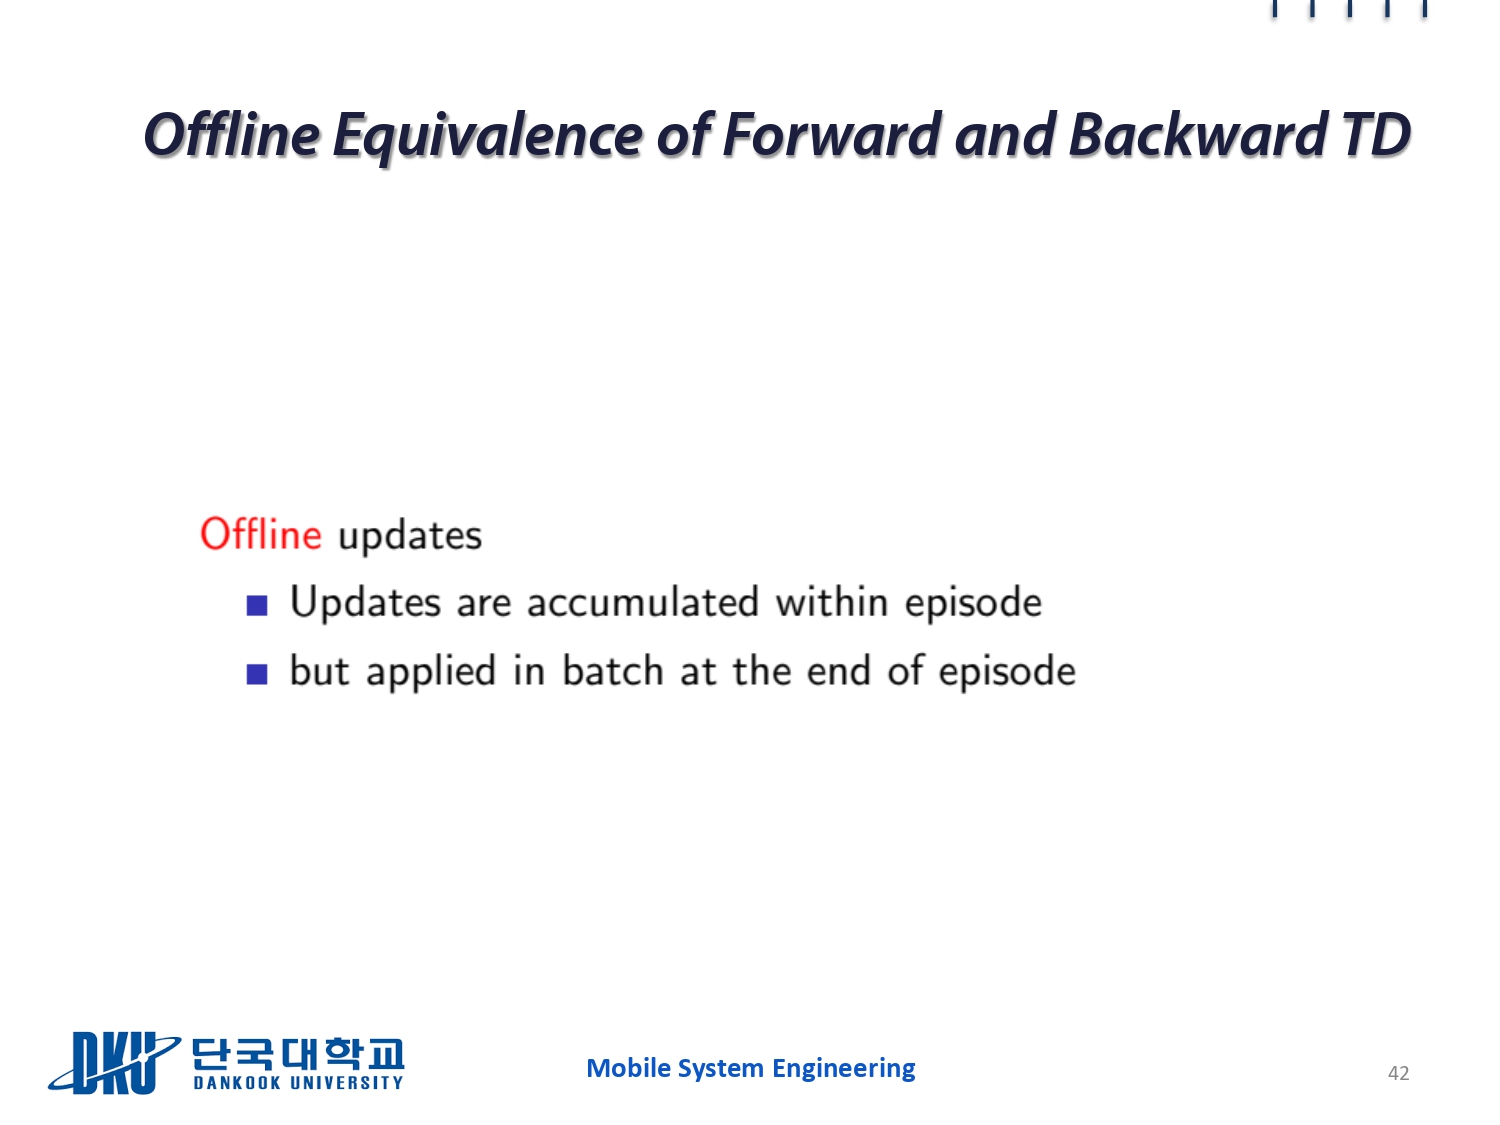 Offline Equivalence of Forward and Backward TD
Offline updates
Updates are accumulated within episode
but applied in batch at the end of episode
DKU 단국대학교
DANKOOK UNIVERSITY
Mobile System Engineering
42